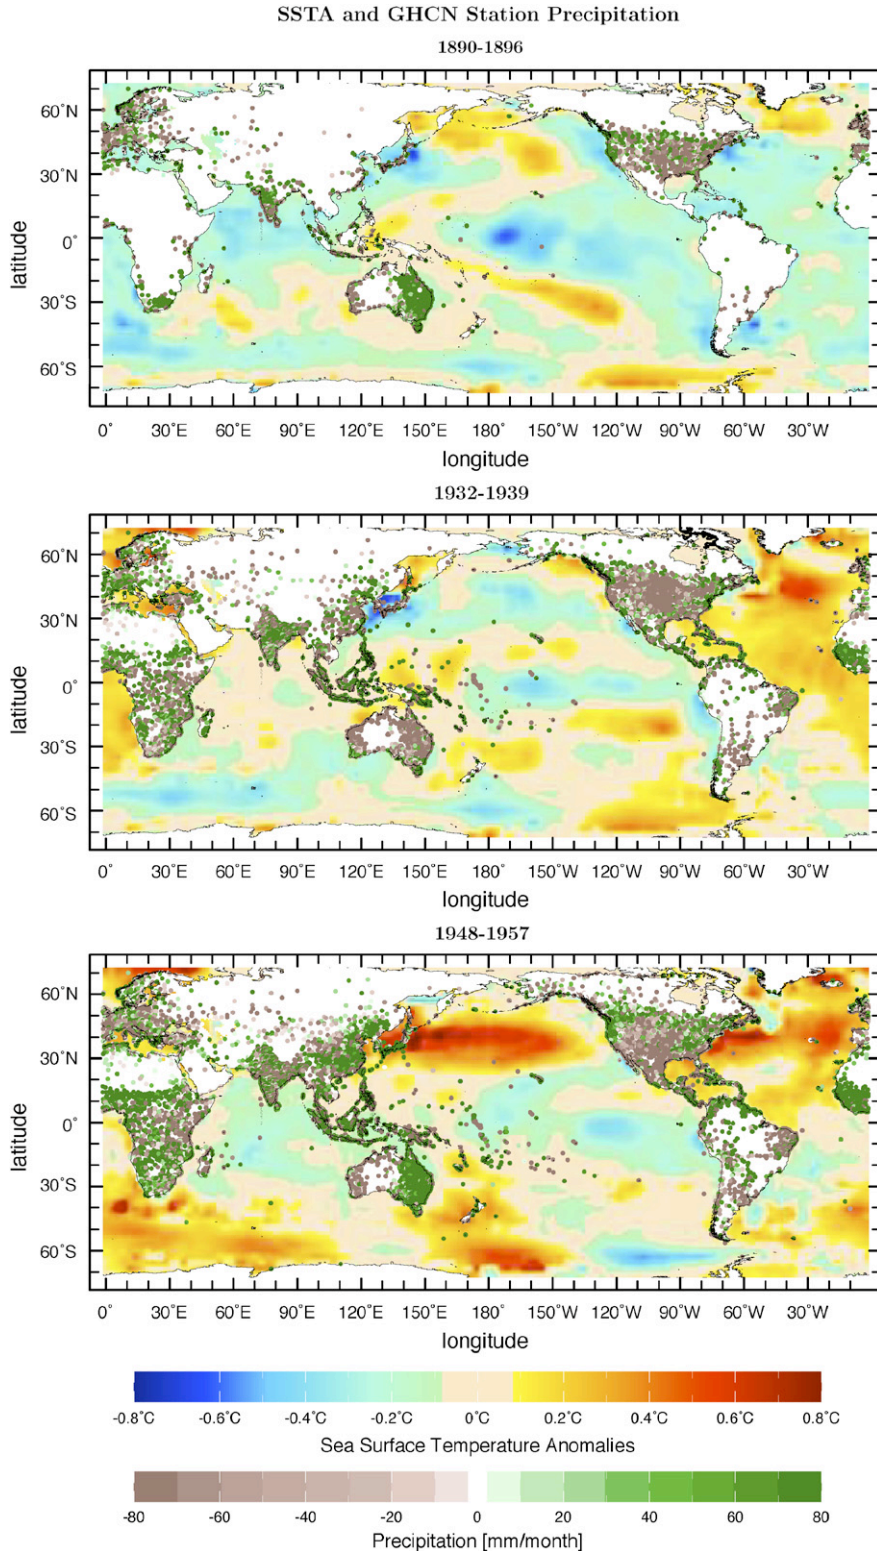 SSTA and GHCN Station Precipitation
1890-1896
60°N
30°N
0°
30°S
60°S
latitude
0° 30°E 60°E 90°E 120°E 150°E 180° 150°W 120°W 90°W 60°W 30°W
longitude
1932-1939
60°N
30°N
0°
30°S
60°S
latitude
0° 30°E 60°E 90°E 120°E 150°E 180° 150°W 120°W 90°W 60°W 30°W
longitude
1948-1957
60°N
30°N
0°
30°S
60°S
latitude
0° 30°E 60°E 90°E 120°E 150°E 180° 150°W 120°W 90°W 60°W 30°W
longitude
-0.8°C -0.6°C -0.4°C -0.2°C 0°C 0.2°C 0.4°C 0.6°C 0.8°C
Sea Surface Temperature Anomalies
-80 -60 -40 -20 0 20 40 60 80
Precipitation [mm/month]